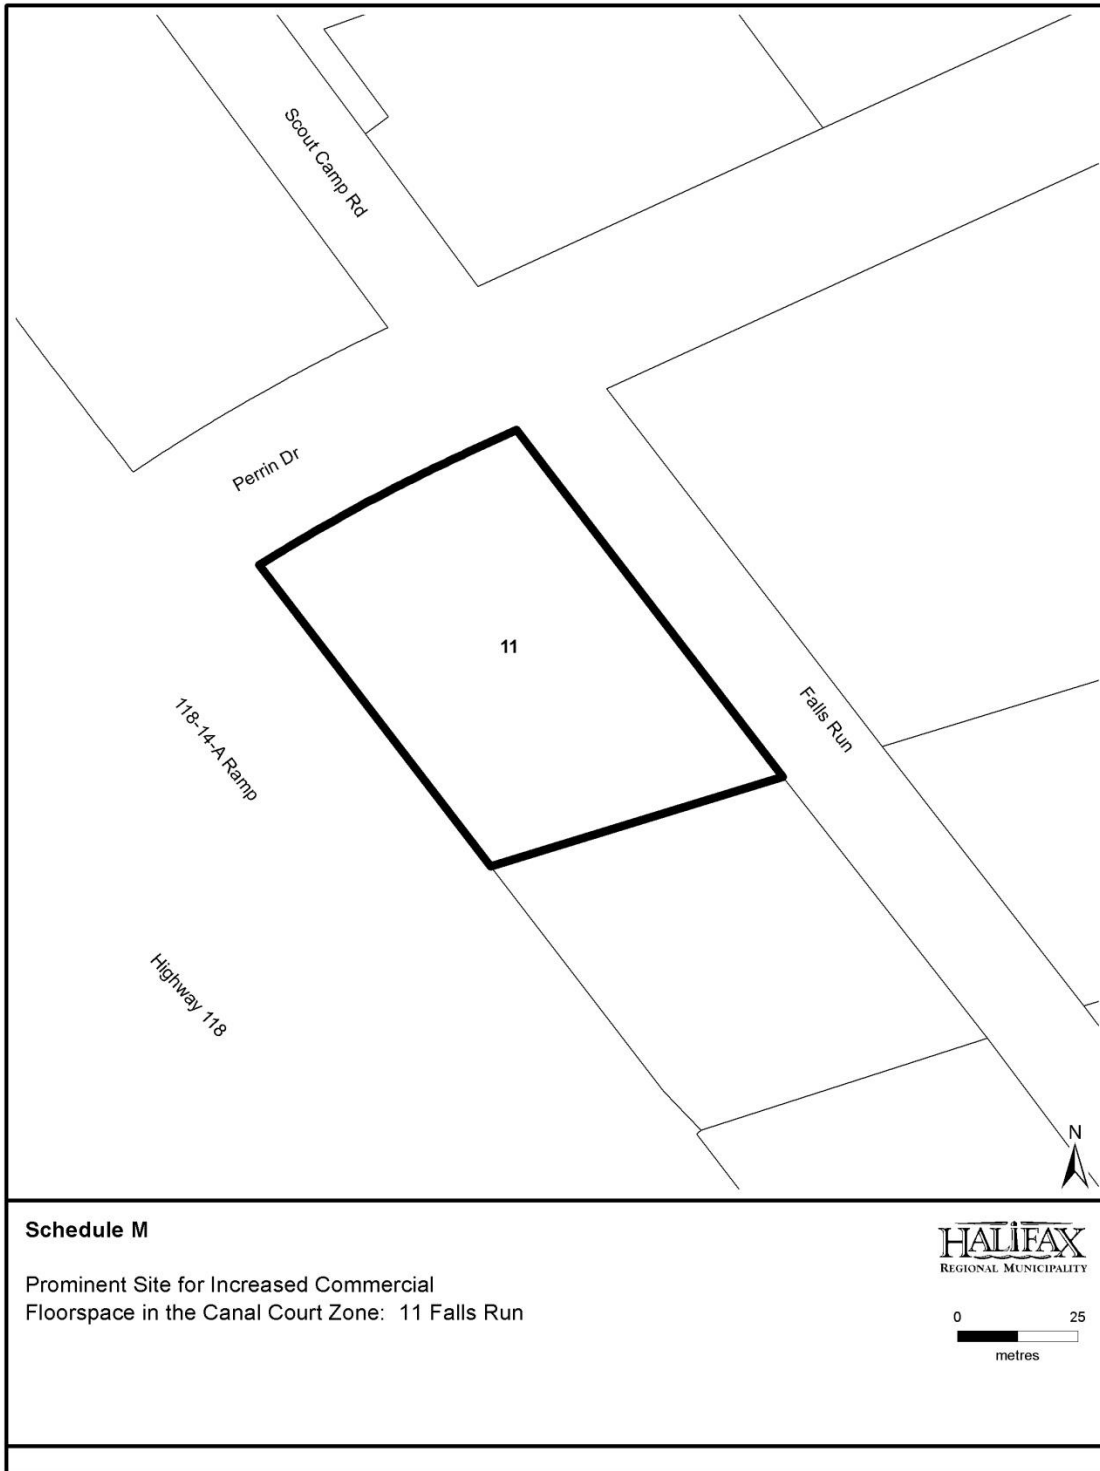 Scout Camp Rd
Perrin Dr
11
Falls Run
118-14-A Ramp
Highway 118
N
Schedule M
Prominent Site for Increased Commercial
Floorspace in the Canal Court Zone:  11 Falls Run
HALIFAX
REGIONAL MUNICIPALITY
0 25
metres